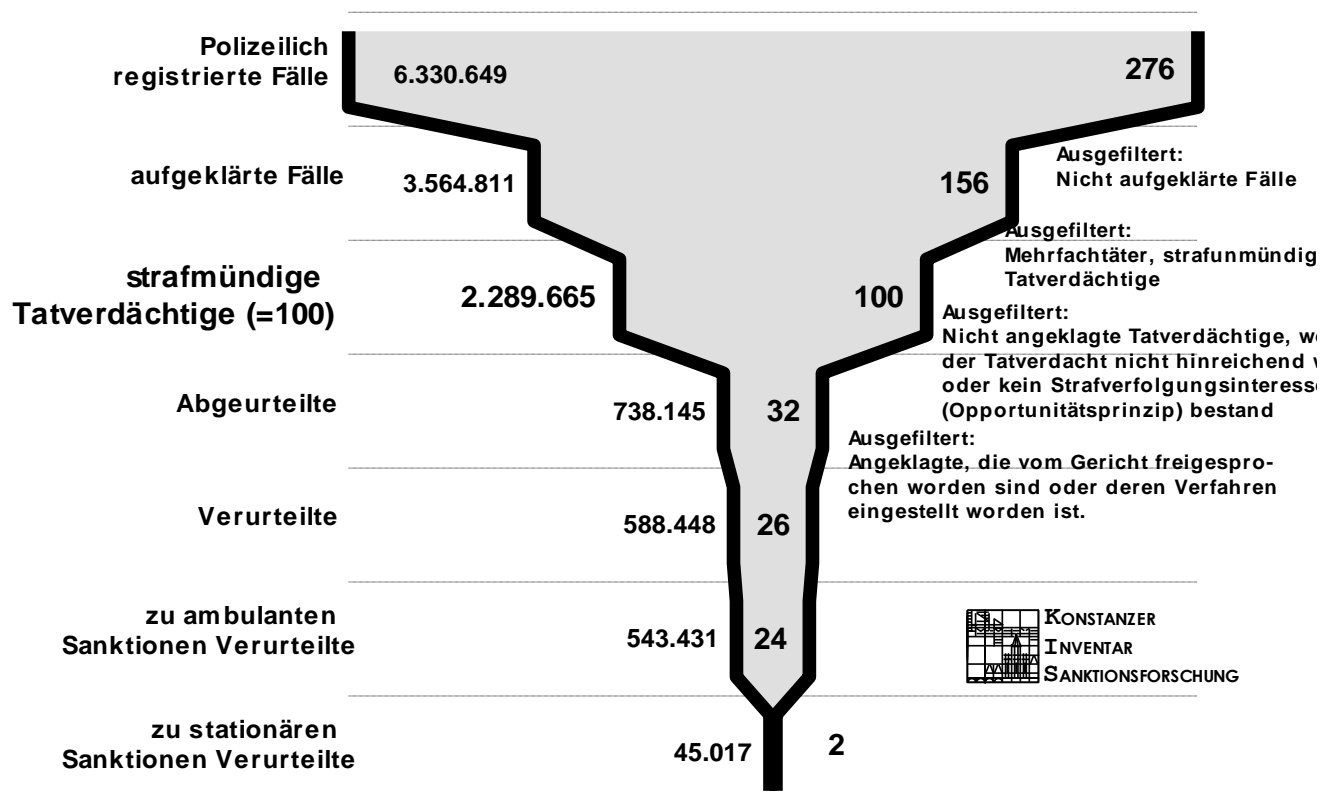 Polizeilich
registrierte Fälle
6.330.649
276
aufgeklärte Fälle
3.564.811
156
Ausgefiltert:
Nicht aufgeklärte Fälle
strafmündige
Tatverdächtige (=100)
2.289.665
100
Ausgefiltert:
Mehrfachtäter, strafunmündig
Tatverdächtige
Abgeurteilte
738.145
32
Ausgefiltert:
Nicht angeklagte Tatverdächtige, we
der Tatverdacht nicht hinreichend w
oder kein Strafverfolgungsinteresse
(Opportunitätsprinzip) bestand
Verurteilte
588.448
26
Ausgefiltert:
Angeklagte, die vom Gericht freigespro-
chen worden sind oder deren Verfahren
eingestellt worden ist.
zu ambulanten
Sanktionen Verurteilte
543.431
24
KONSTANZER
INVENTAR
SANKTIONSFORSCHUNG
zu stationären
Sanktionen Verurteilte
45.017
2